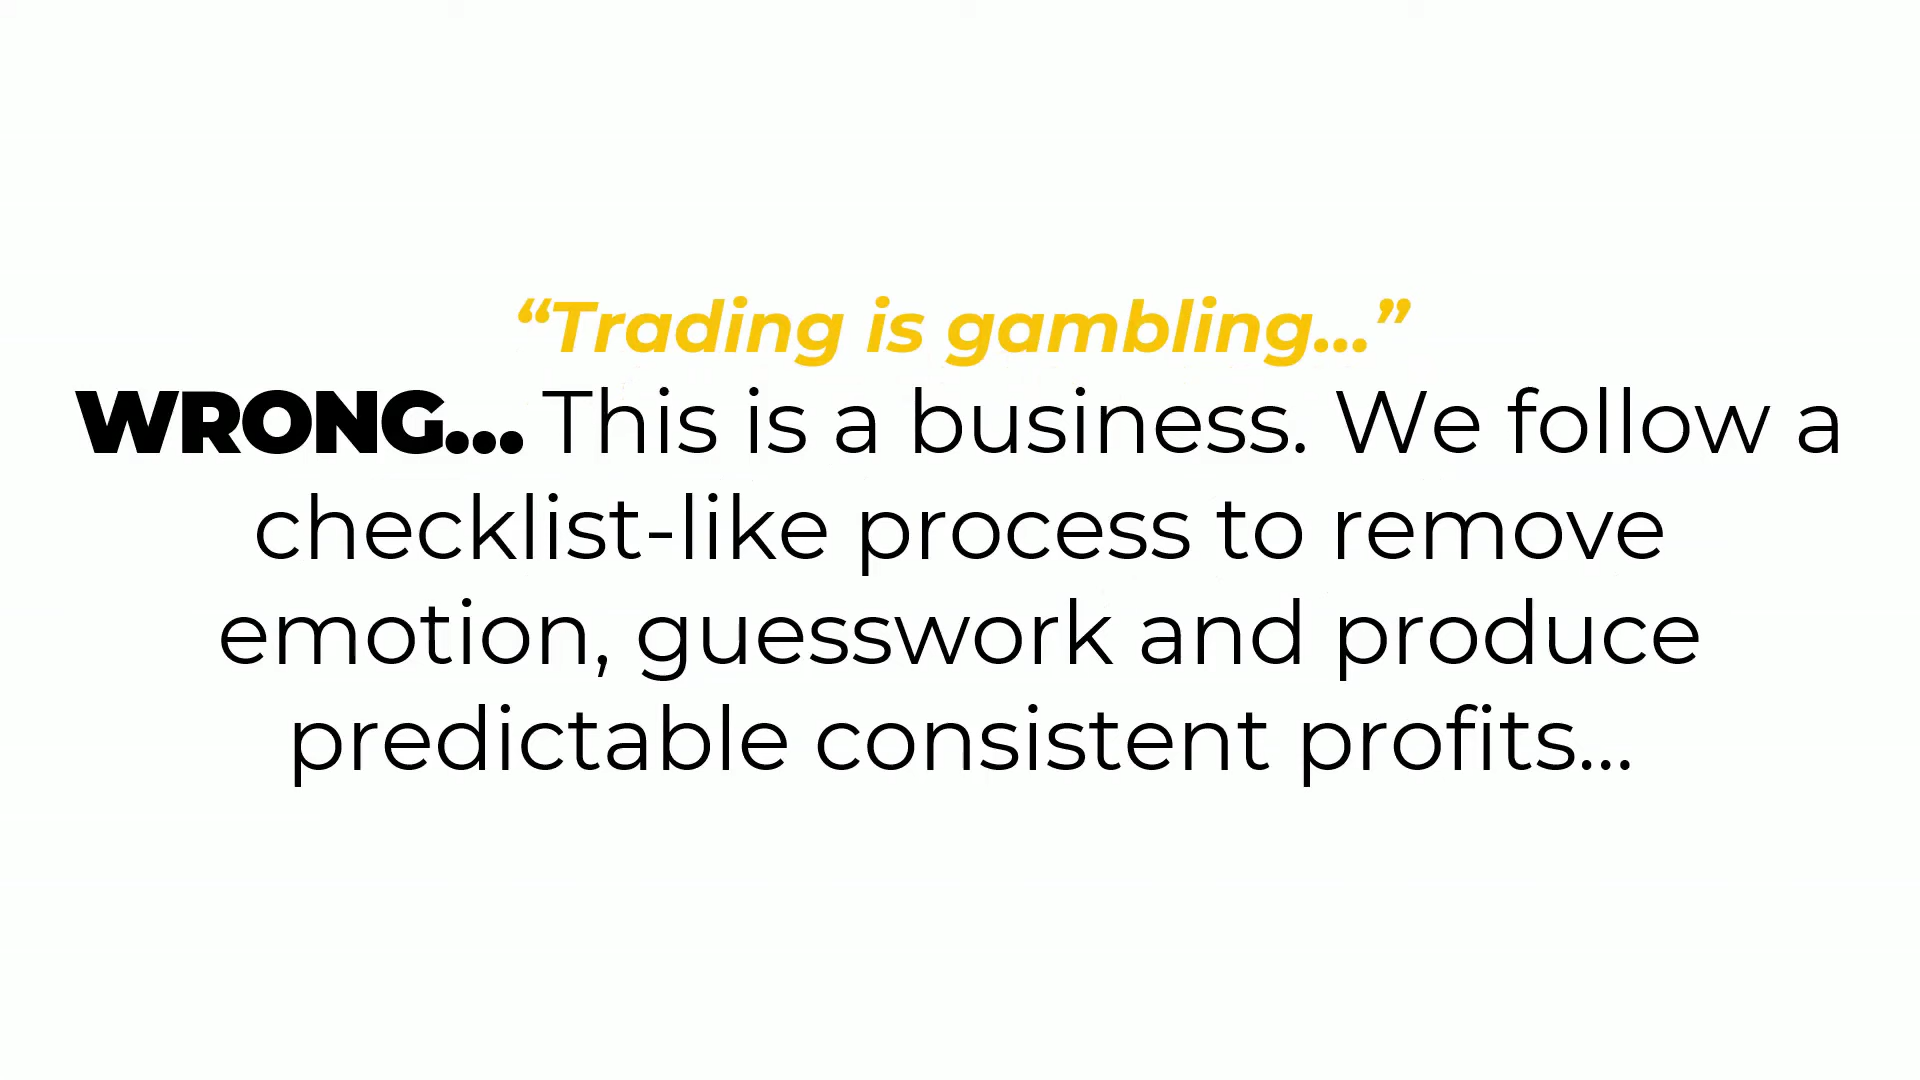 “Trading is gambling...”
WRONG... This is a business. We follow a
checklist-like process to remove
emotion, guesswork and produce
predictable consistent profits...